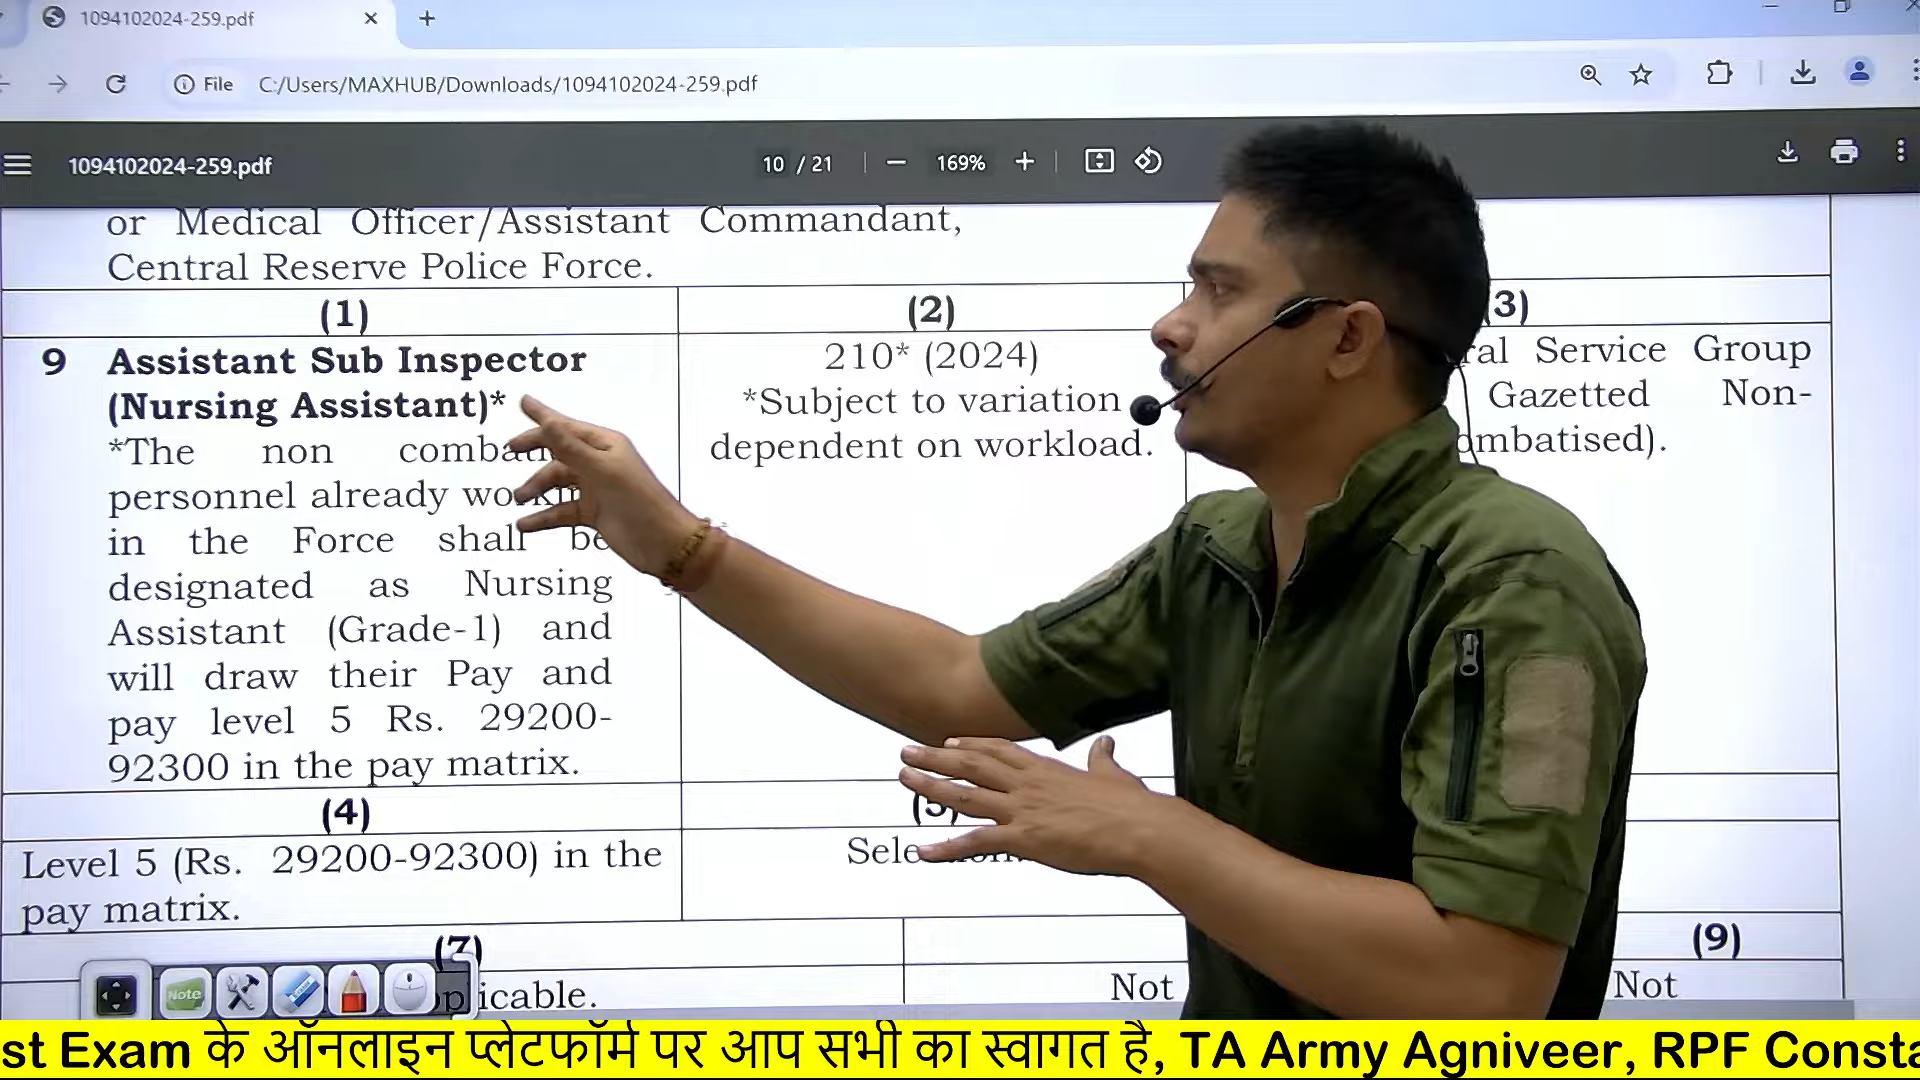 1094102024-259.pdf
File C:/Users/MAXHUB/Downloads/1094102024-259.pdf
1094102024-259.pdf
10 / 21
169%
or Medical Officer/Assistant Commandant,
Central Reserve Police Force.
(1) (2) (3)
9 Assistant Sub Inspector
(Nursing Assistant)*
*The non
personnel already
in the Force shall be
designated as Nursing
Assistant (Grade-1) and
will draw their Pay and
pay level 5 Rs. 29200-
92300 in the pay matrix.
210* (2024)
*Subject to variation
dependent on workload.
Service Group
Gazetted Non-
(4) (5)
Level 5 (Rs. 29200-92300) in the
pay matrix.
(7) (9)
Not Not
Note
st Exam के ऑनलाइन प्लेटफॉर्म पर आप सभी का स्वागत है, TA Army Agniveer, RPF Consta